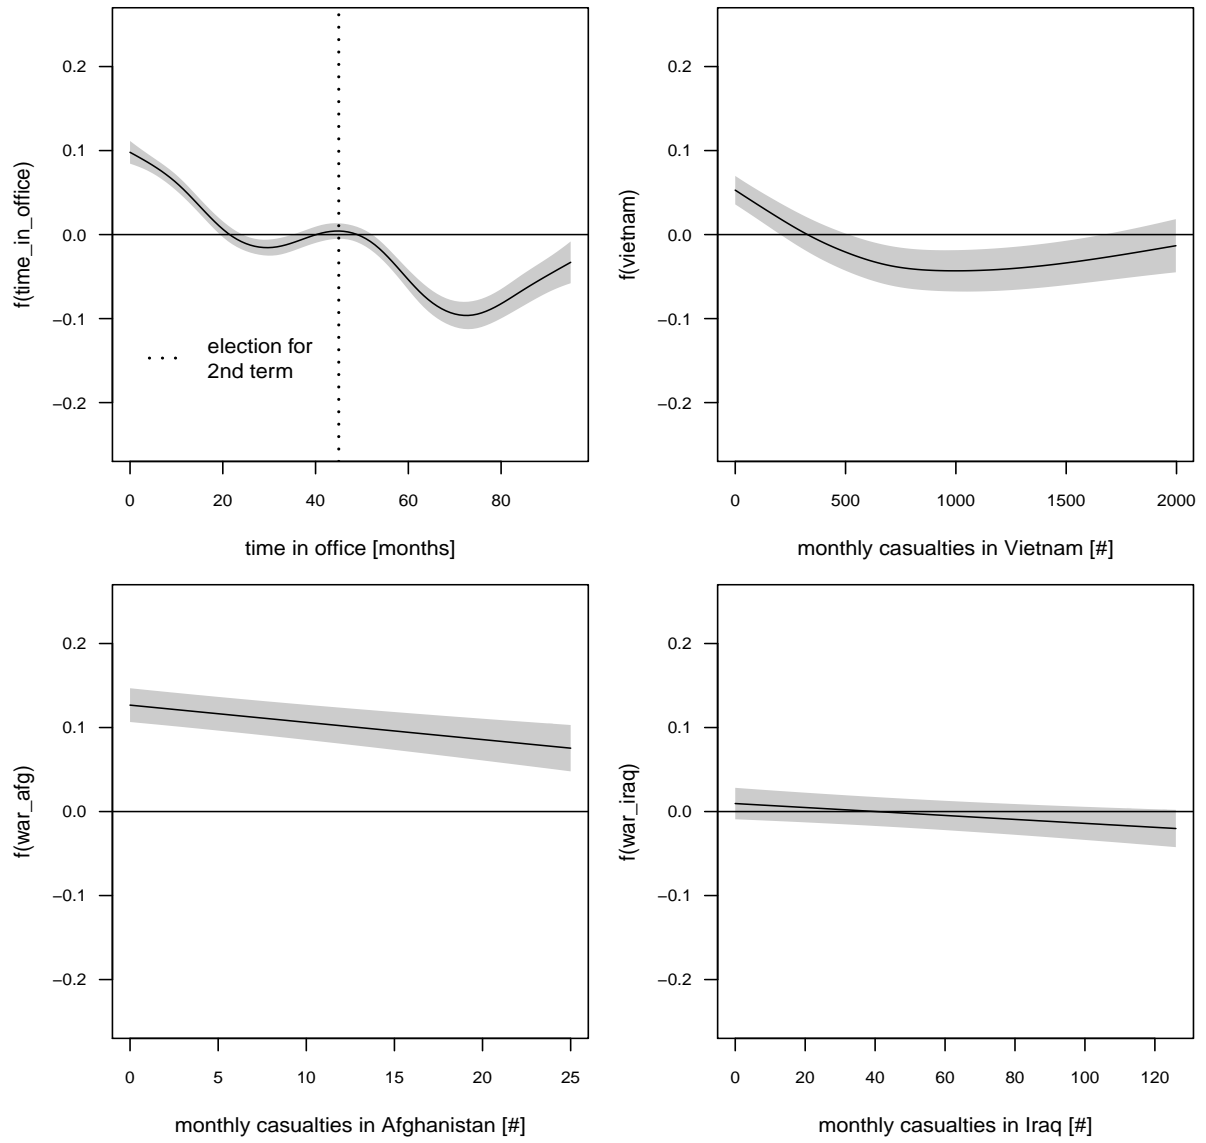 f(time_in_office)
0.2
0.1
0.0
−0.1
−0.2
election for
2nd term
0 20 40 60 80
time in office [months]
f(vietnam)
0.2
0.1
0.0
−0.1
−0.2
0 500 1000 1500 2000
monthly casualties in Vietnam [#]
f(war_afg)
0.2
0.1
0.0
−0.1
−0.2
0 5 10 15 20 25
monthly casualties in Afghanistan [#]
f(war_iraq)
0.2
0.1
0.0
−0.1
−0.2
0 20 40 60 80 100 120
monthly casualties in Iraq [#]